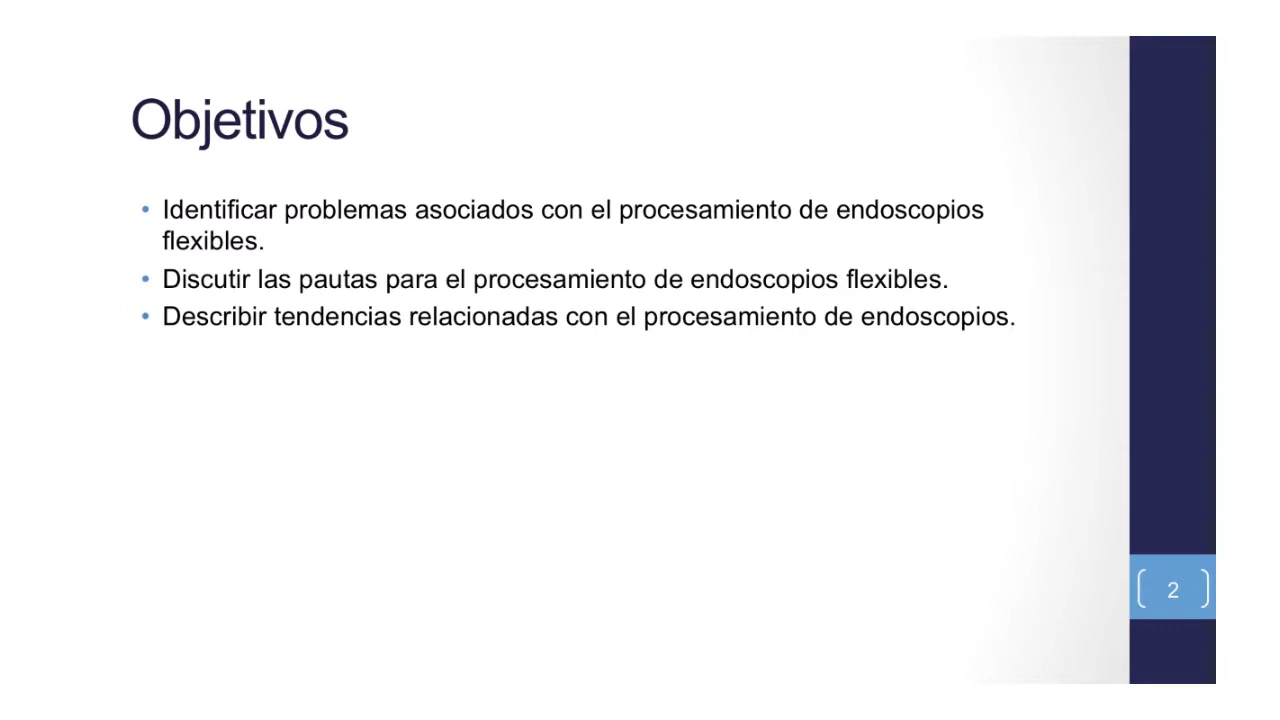 Objetivos
• Identificar problemas asociados con el procesamiento de endoscopios
flexibles.
• Discutir las pautas para el procesamiento de endoscopios flexibles.
• Describir tendencias relacionadas con el procesamiento de endoscopios.
2